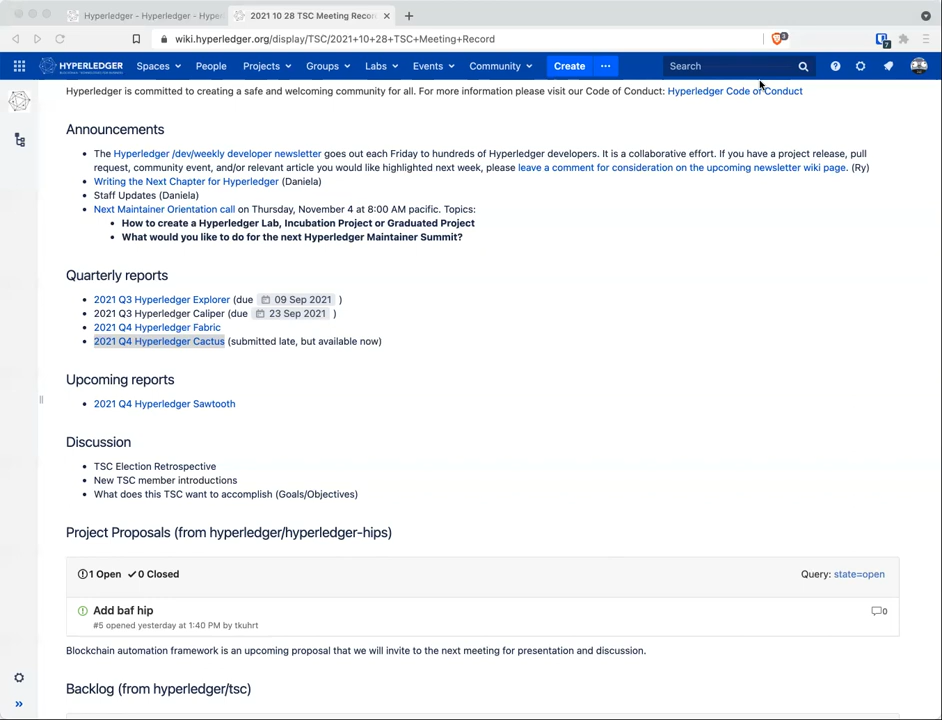 Hyperledger - Hyperledger - Hype
2021 10 28 TSC Meeting Recor
wiki.hyperledger.org/display/TSC/2021+10+28+TSC+Meeting+Record
3
7
HYPERLEDGER
Spaces People Projects Groups Labs Events Community Create ... Search
Hyperledger is committed to creating a safe and welcoming community for all. For more information please visit our Code of Conduct: Hyperledger Code of Conduct
Announcements
The Hyperledger /dev/weekly developer newsletter goes out each Friday to hundreds of Hyperledger developers. It is a collaborative effort. If you have a project release, pull
request, community event, and/or relevant article you would like highlighted next week, please leave a comment for consideration on the upcoming newsletter wiki page. (Ry)
Writing the Next Chapter for Hyperledger (Daniela)
Staff Updates (Daniela)
Next Maintainer Orientation call on Thursday, November 4 at 8:00 AM pacific. Topics:
How to create a Hyperledger Lab, Incubation Project or Graduated Project
What would you like to do for the next Hyperledger Maintainer Summit?
Quarterly reports
2021 Q3 Hyperledger Explorer (due 09 Sep 2021 )
2021 Q3 Hyperledger Caliper (due 23 Sep 2021 )
2021 Q4 Hyperledger Fabric
2021 Q4 Hyperledger Cactus (submitted late, but available now)
Upcoming reports
2021 Q4 Hyperledger Sawtooth
Discussion
TSC Election Retrospective
New TSC member introductions
What does this TSC want to accomplish (Goals/Objectives)
Project Proposals (from hyperledger/hyperledger-hips)
1 Open ✓0 Closed Query: state=open
Add baf hip 0
#5 opened yesterday at 1:40 PM by tkuhrt
Blockchain automation framework is an upcoming proposal that we will invite to the next meeting for presentation and discussion.
Backlog (from hyperledger/tsc)